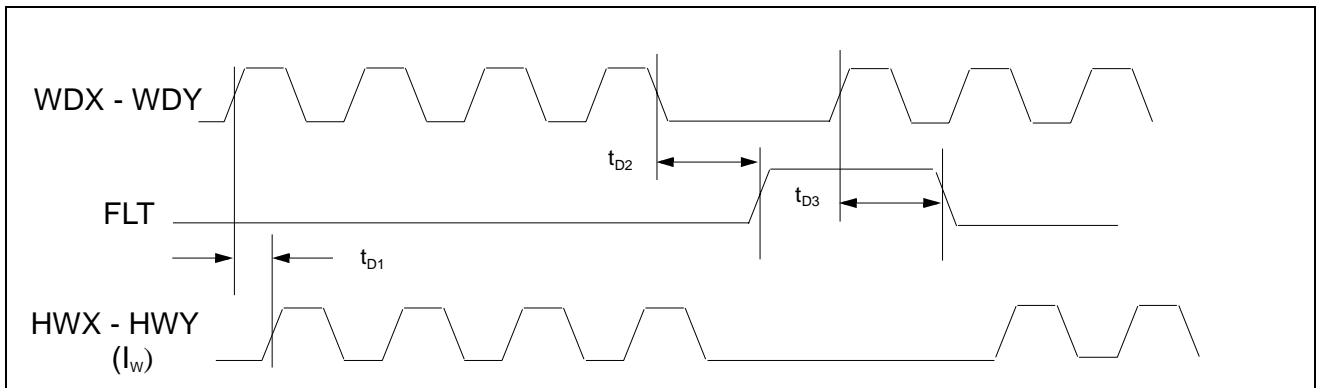 WDX - WDY
tD2
tD3
FLT
tD1
HWX - HWY
(IW)